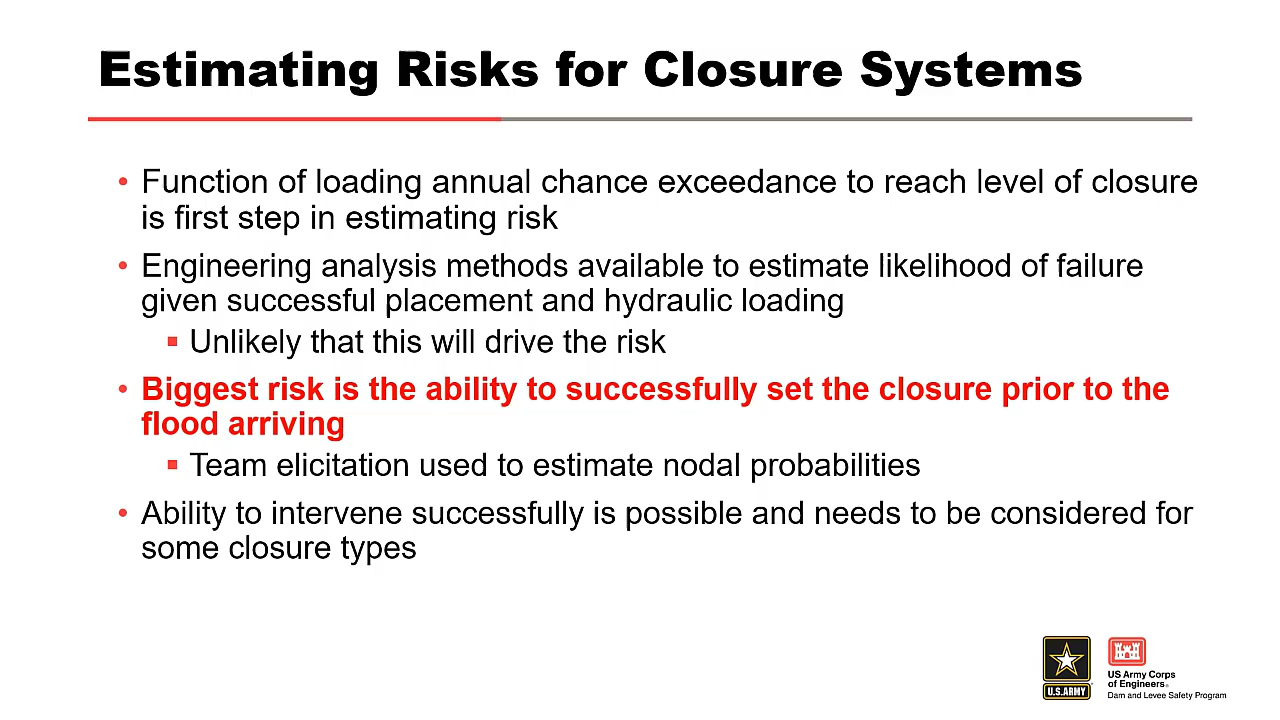 Estimating Risks for Closure Systems
• Function of loading annual chance exceedance to reach level of closure
is first step in estimating risk
• Engineering analysis methods available to estimate likelihood of failure
given successful placement and hydraulic loading
▪ Unlikely that this will drive the risk
• Biggest risk is the ability to successfully set the closure prior to the
flood arriving
▪ Team elicitation used to estimate nodal probabilities
• Ability to intervene successfully is possible and needs to be considered for
some closure types
U.S. ARMY
US Army Corps
of Engineers®
Dam and Levee Safety Program